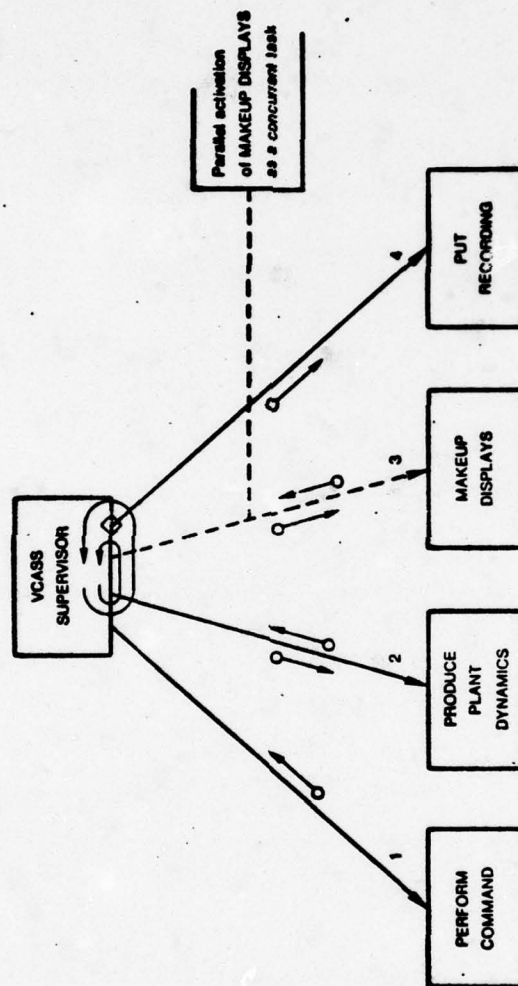 VCASS
SUPERVISOR
Parallel activation
of MAKEUP DISPLAYS
as a concurrent task
1
2
3
4
PERFORM
COMMAND
PRODUCE
PLANT
DYNAMICS
MAKEUP
DISPLAYS
PUT
RECORDING